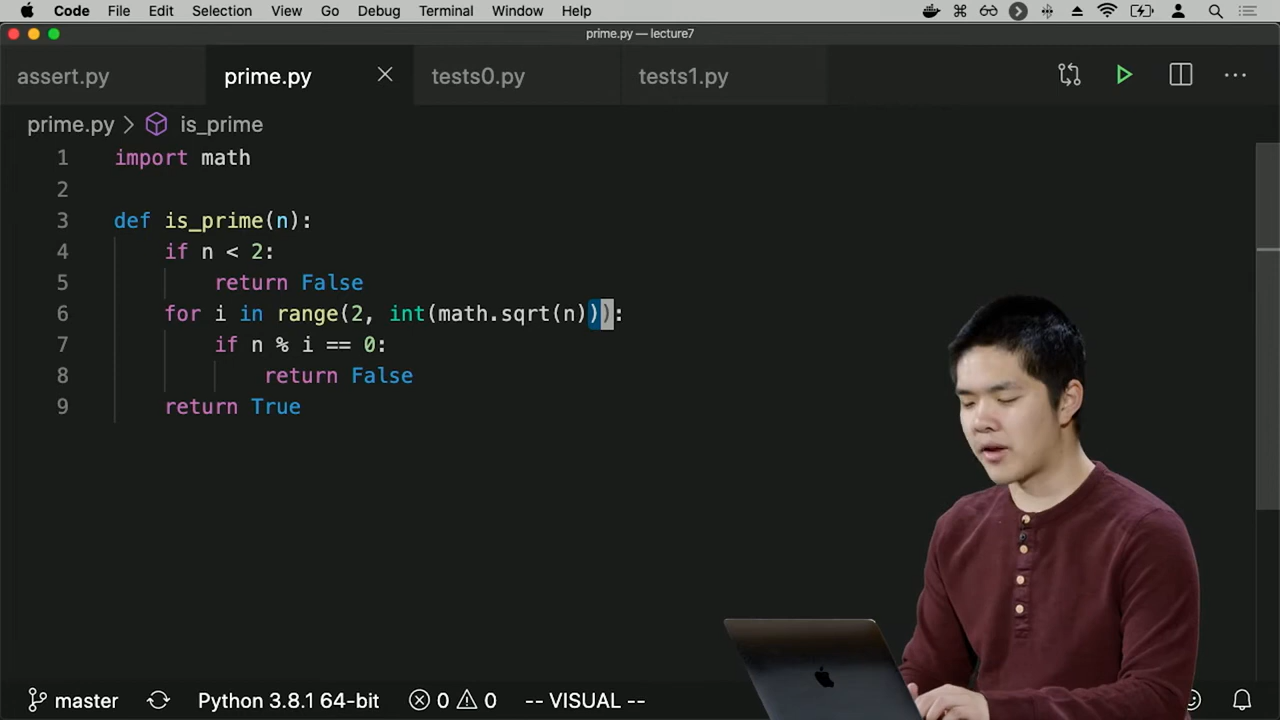 Code File Edit Selection View Go Debug Terminal Window Help
prime.py — lecture7
assert.py prime.py tests0.py tests1.py
prime.py is_prime
1 import math
2
3 def is_prime(n):
4 if n < 2:
5 return False
6 for i in range(2, int(math.sqrt(n))):
7 if n % i == 0:
8 return False
9 return True
master Python 3.8.1 64-bit 0 0 -- VISUAL --